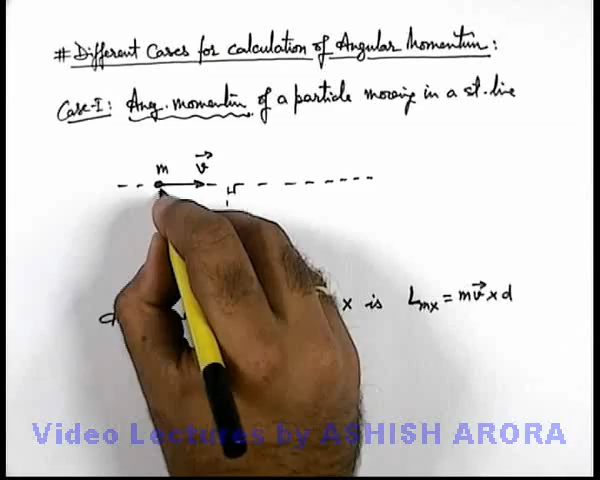 # Different Cases for calculation of Angular Momentum:
Case-I: Ang. momentum of a particle moving in a st. line
m v⃗
x is L_mx = mv⃗ x d
Video Lectures by ASHISH ARORA